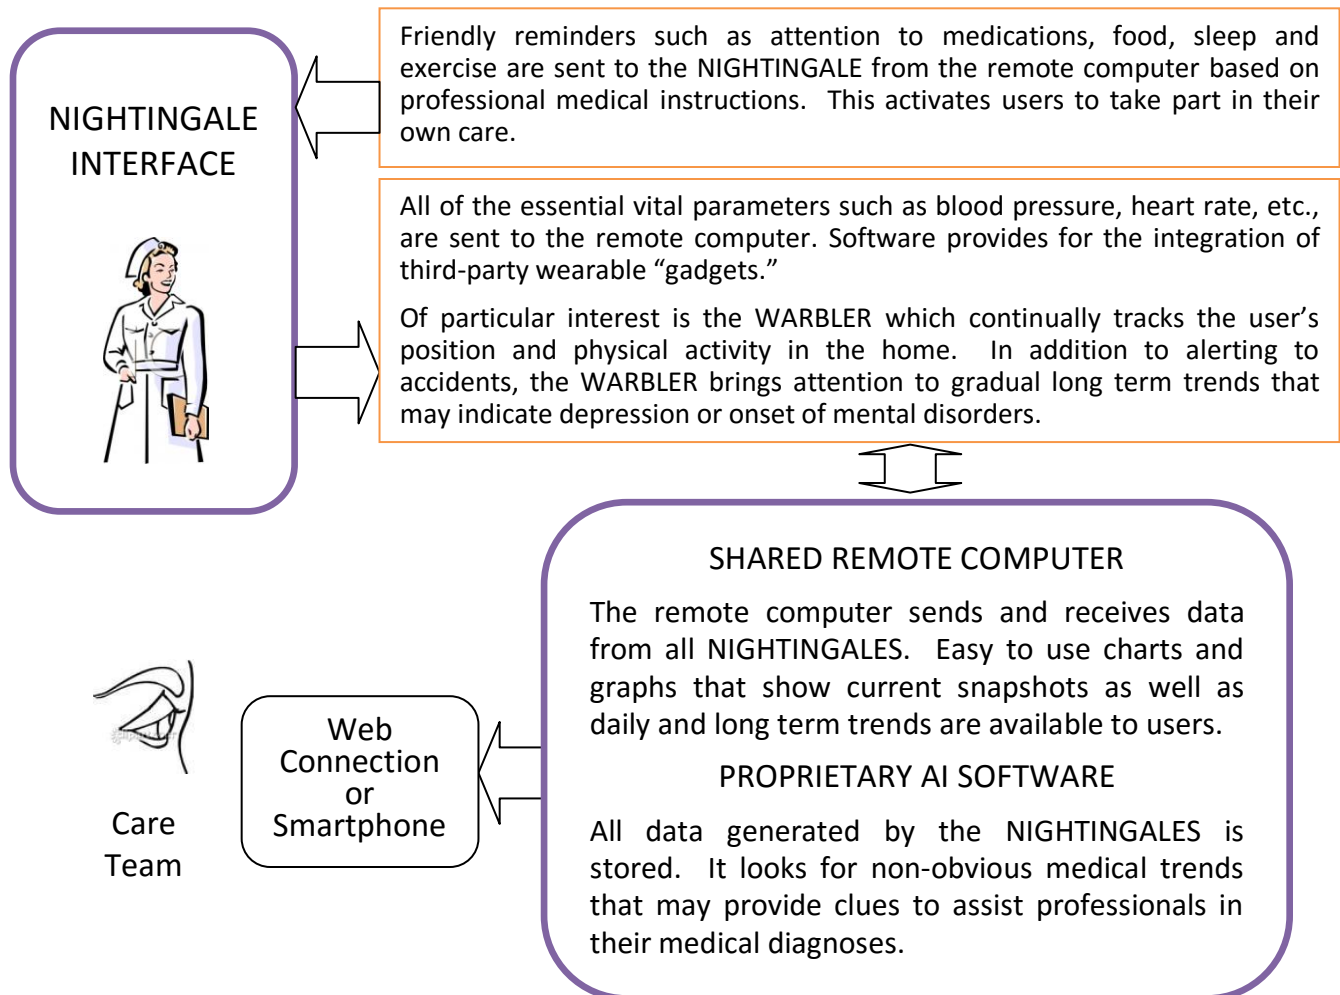 NIGHTINGALE
INTERFACE
Friendly reminders such as attention to medications, food, sleep and
exercise are sent to the NIGHTINGALE from the remote computer based on
professional medical instructions. This activates users to take part in their
own care.
All of the essential vital parameters such as blood pressure, heart rate, etc.,
are sent to the remote computer. Software provides for the integration of
third-party wearable “gadgets.”
Of particular interest is the WARBLER which continually tracks the user’s
position and physical activity in the home. In addition to alerting to
accidents, the WARBLER brings attention to gradual long term trends that
may indicate depression or onset of mental disorders.
SHARED REMOTE COMPUTER
The remote computer sends and receives data
from all NIGHTINGALES. Easy to use charts and
graphs that show current snapshots as well as
daily and long term trends are available to users.
PROPRIETARY AI SOFTWARE
All data generated by the NIGHTINGALES is
stored. It looks for non-obvious medical trends
that may provide clues to assist professionals in
their medical diagnoses.
Web
Connection
or
Smartphone
Care
Team